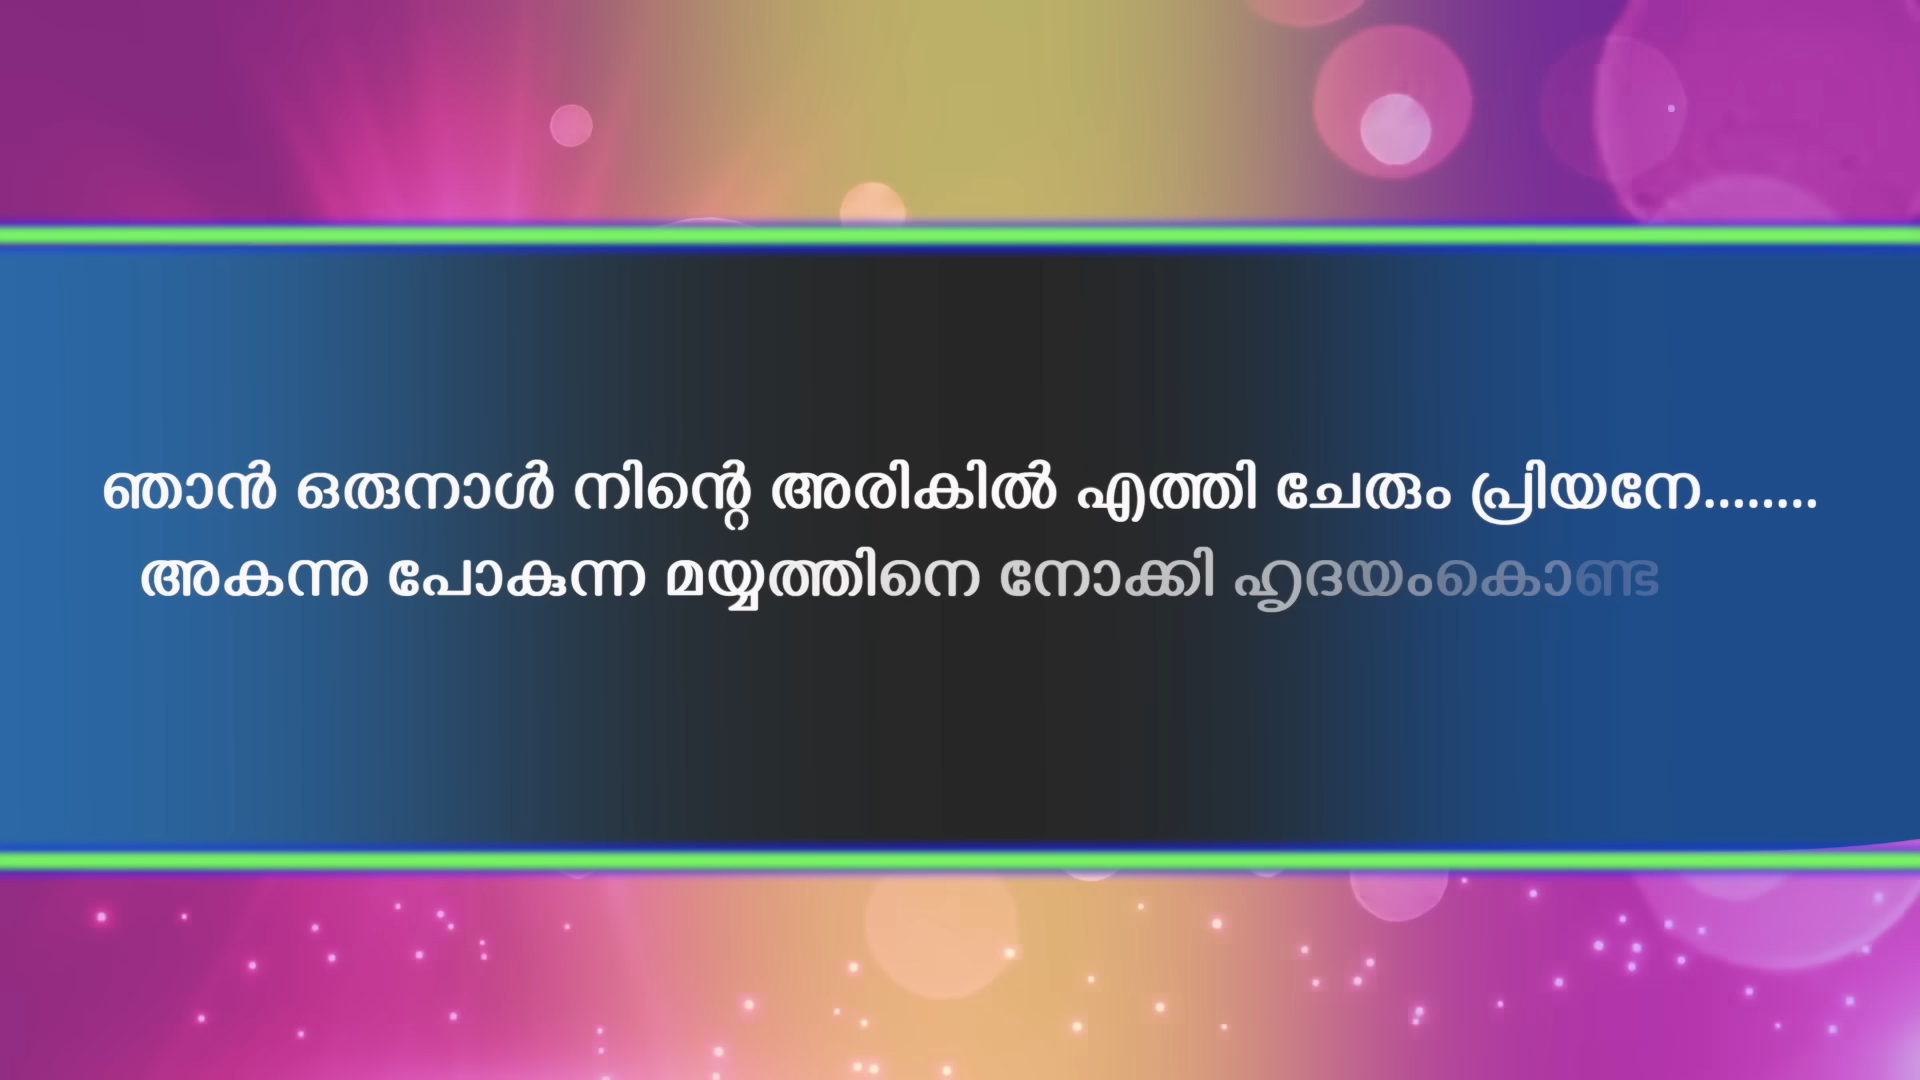 ഞാൻ ഒരുനാൾ നിന്റെ അരികിൽ എത്തി ചേരും പ്രിയനേ........
അകന്നു പോകുന്ന മയ്യത്തിനെ നോക്കി ഹൃദയംകൊണ്ട